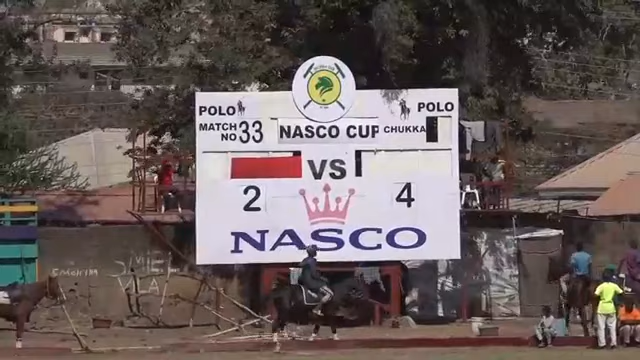 POLO POLO
MATCH NO 33 NASCO CUP CHUKKA
VS
2 4
NASCO